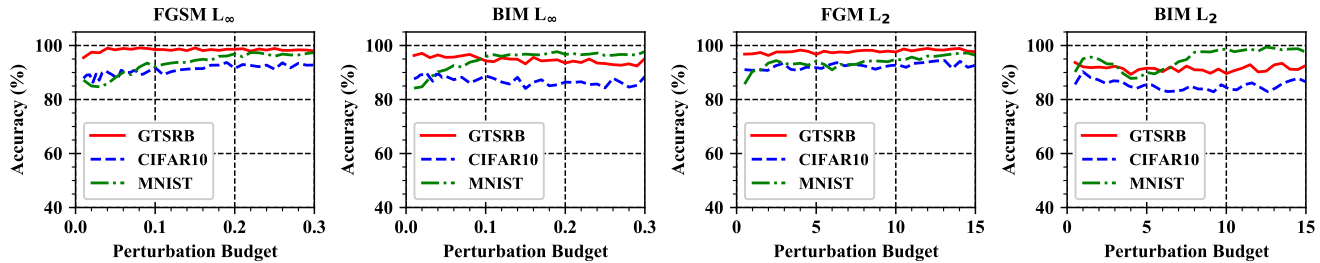 FGSM L∞
Accuracy (%)
100
80
60
40
GTSRB
CIFAR10
MNIST
0.0 0.1 0.2 0.3
Perturbation Budget
BIM L∞
Accuracy (%)
100
80
60
40
GTSRB
CIFAR10
MNIST
0.0 0.1 0.2 0.3
Perturbation Budget
FGM L₂
Accuracy (%)
100
80
60
40
GTSRB
CIFAR10
MNIST
0 5 10 15
Perturbation Budget
BIM L₂
Accuracy (%)
100
80
60
40
GTSRB
CIFAR10
MNIST
0 5 10 15
Perturbation Budget